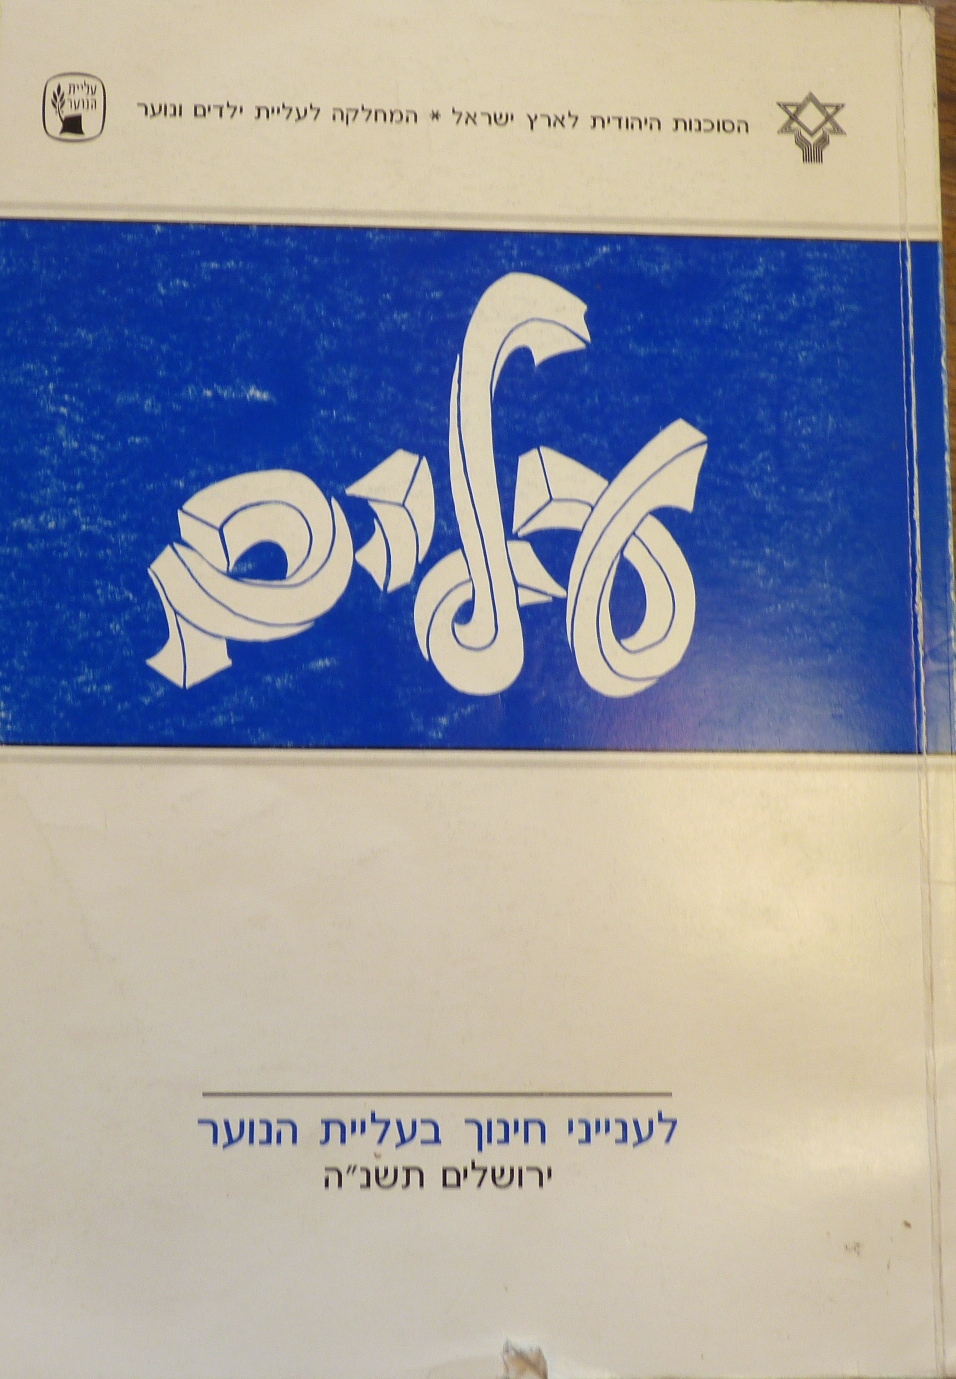 הסוכנות היהודית לארץ ישראל * המחלקה לעליית ילדים ונוער
עליית
הנוער
עלים
לענייני חינוך בעליית הנוער
ירושלים תשנ״ה